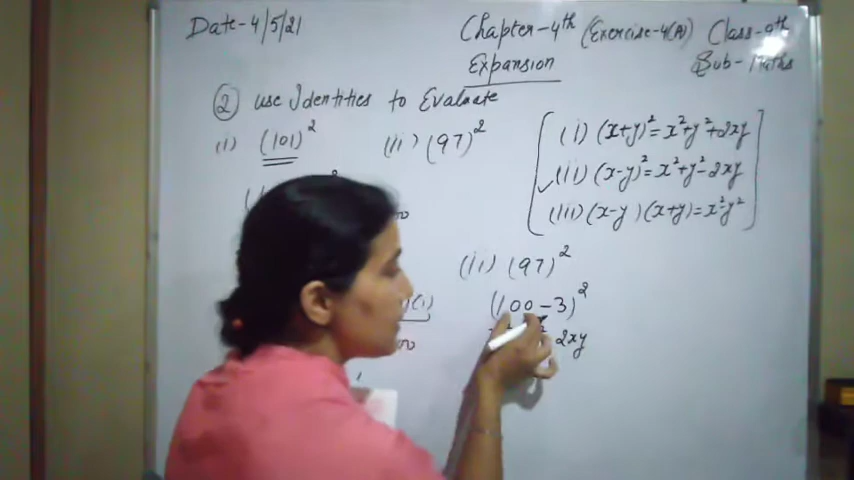 Date-4/5/21
Chapter-4th (Exercise-4(A)) Class-9th
Expansion Sub-Maths
② use Identities to Evaluate
(i) (101)² (ii) (97)²
(i) (x+y)²=x²+y²+2xy
(ii) (x-y)²=x²+y²-2xy
(iii) (x-y)(x+y)=x²-y²
(ii) (97)²
(100-3)²
2xy